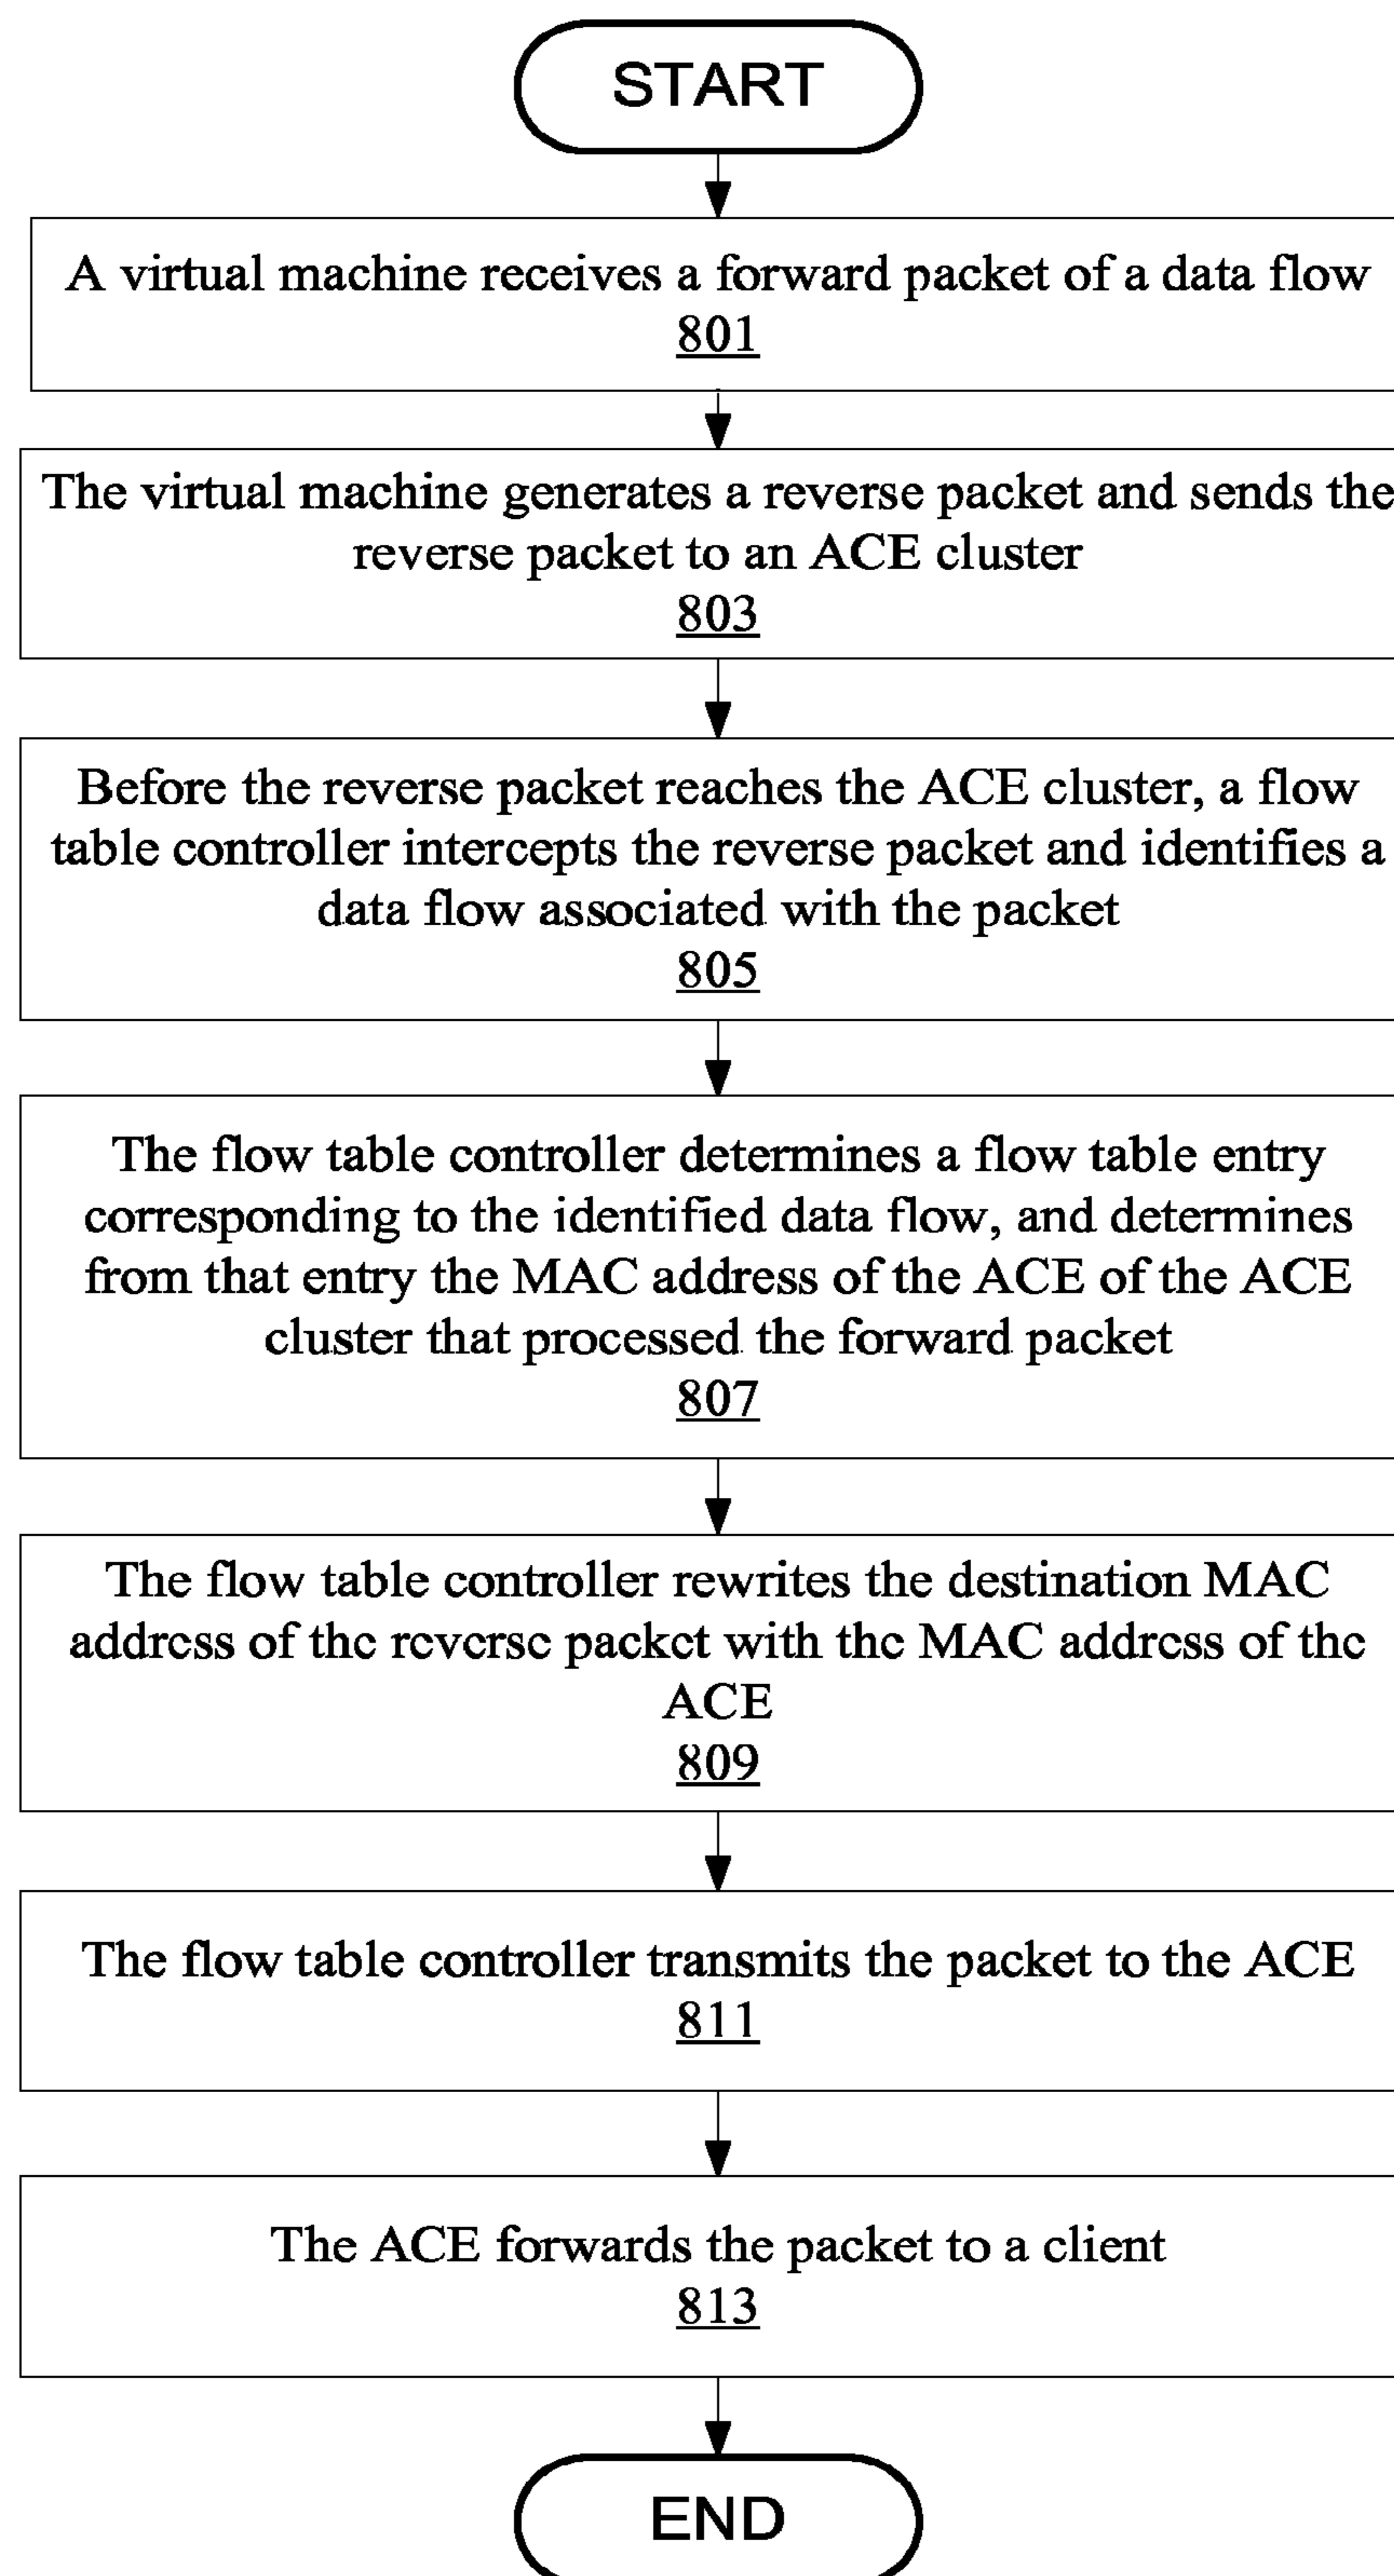 START
A virtual machine receives a forward packet of a data flow
801
The virtual machine generates a reverse packet and sends the
reverse packet to an ACE cluster
803
Before the reverse packet reaches the ACE cluster, a flow
table controller intercepts the reverse packet and identifies a
data flow associated with the packet
805
The flow table controller determines a flow table entry
corresponding to the identified data flow, and determines
from that entry the MAC address of the ACE of the ACE
cluster that processed the forward packet
807
The flow table controller rewrites the destination MAC
address of the reverse packet with the MAC address of the
ACE
809
The flow table controller transmits the packet to the ACE
811
The ACE forwards the packet to a client
813
END